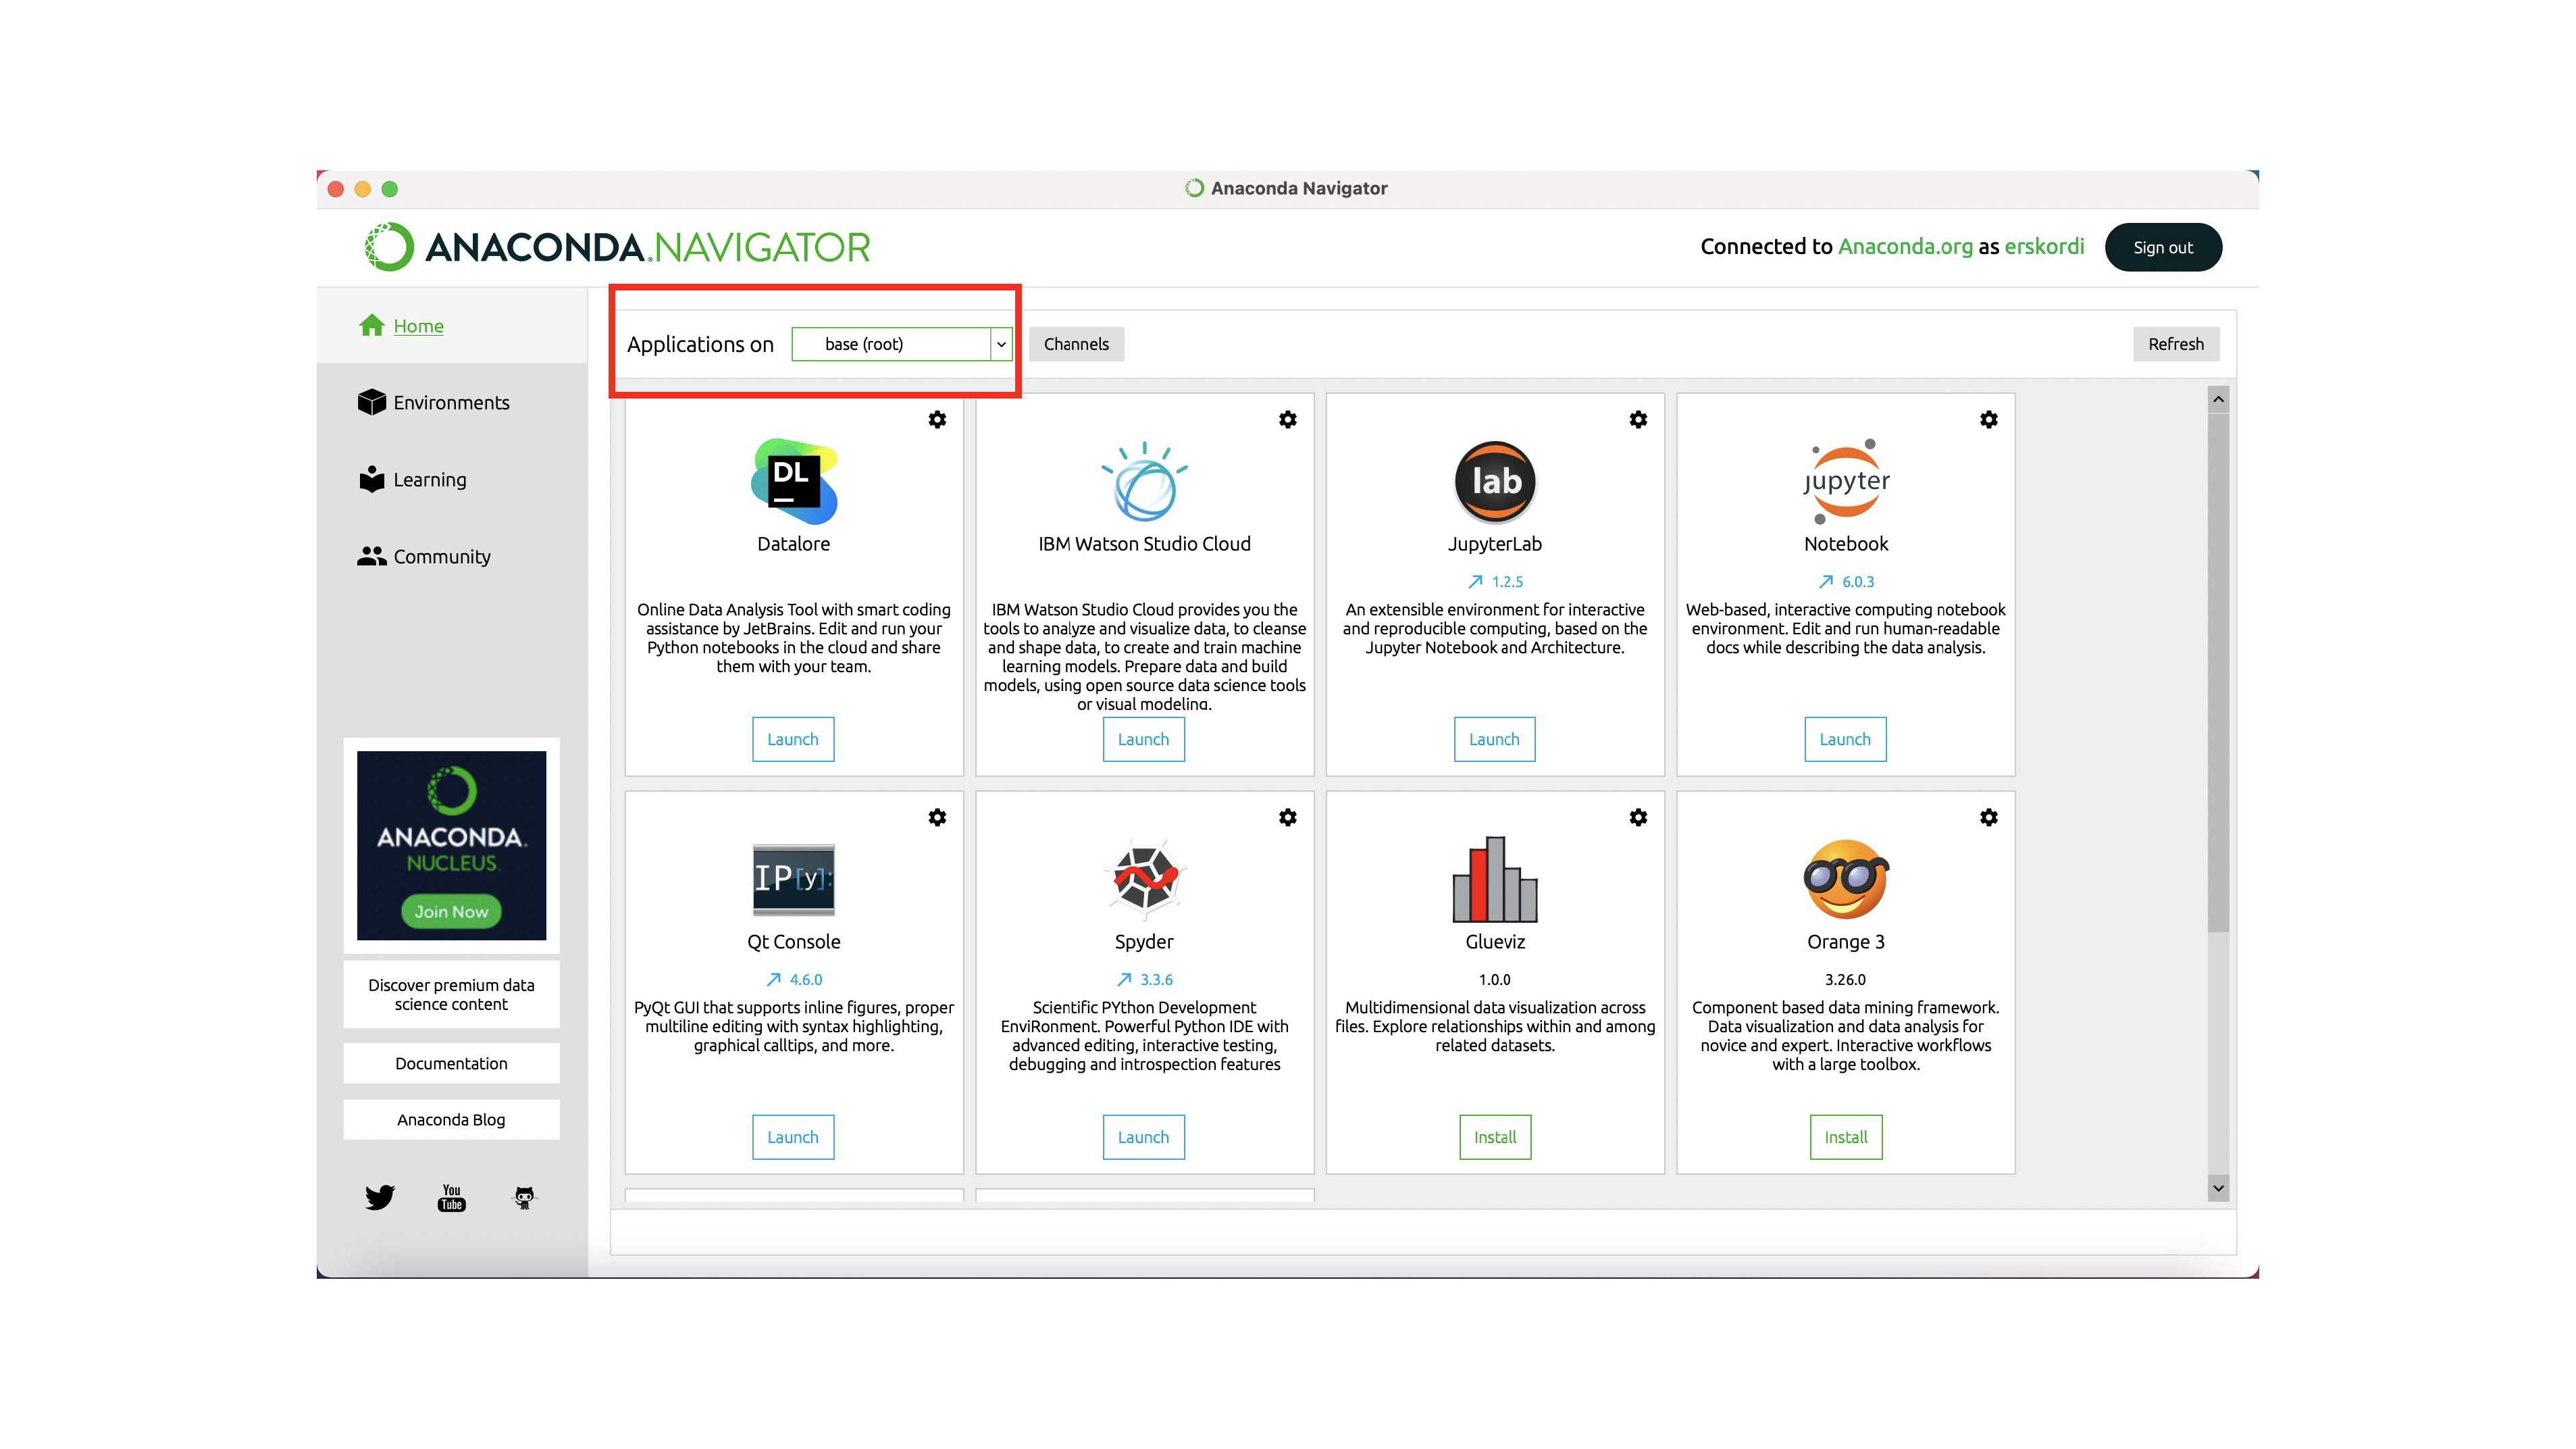 Anaconda Navigator
ANACONDA.NAVIGATOR
Connected to Anaconda.org as erskordi
Sign out
Home
Environments
Learning
Community
ANACONDA.
NUCLEUS
Join Now
Discover premium data
science content
Documentation
Anaconda Blog
You
Tube
Applications on
base (root)
Channels
Refresh
DL
Datalore
Online Data Analysis Tool with smart coding
assistance by JetBrains. Edit and run your
Python notebooks in the cloud and share
them with your team.
Launch
IBM Watson Studio Cloud
IBM Watson Studio Cloud provides you the
tools to analyze and visualize data, to cleanse
and shape data, to create and train machine
learning models. Prepare data and build
models, using open source data science tools
or visual modeling.
Launch
lab
JupyterLab
1.2.5
An extensible environment for interactive
and reproducible computing, based on the
Jupyter Notebook and Architecture.
Launch
jupyter
Notebook
6.0.3
Web-based, interactive computing notebook
environment. Edit and run human-readable
docs while describing the data analysis.
Launch
IP[y]:
Qt Console
4.6.0
PyQt GUI that supports inline figures, proper
multiline editing with syntax highlighting,
graphical calltips, and more.
Launch
Spyder
3.3.6
Scientific PYthon Development
EnviRonment. Powerful Python IDE with
advanced editing, interactive testing,
debugging and introspection features
Launch
Glueviz
1.0.0
Multidimensional data visualization across
files. Explore relationships within and among
related datasets.
Install
Orange 3
3.26.0
Component based data mining framework.
Data visualization and data analysis for
novice and expert. Interactive workflows
with a large toolbox.
Install